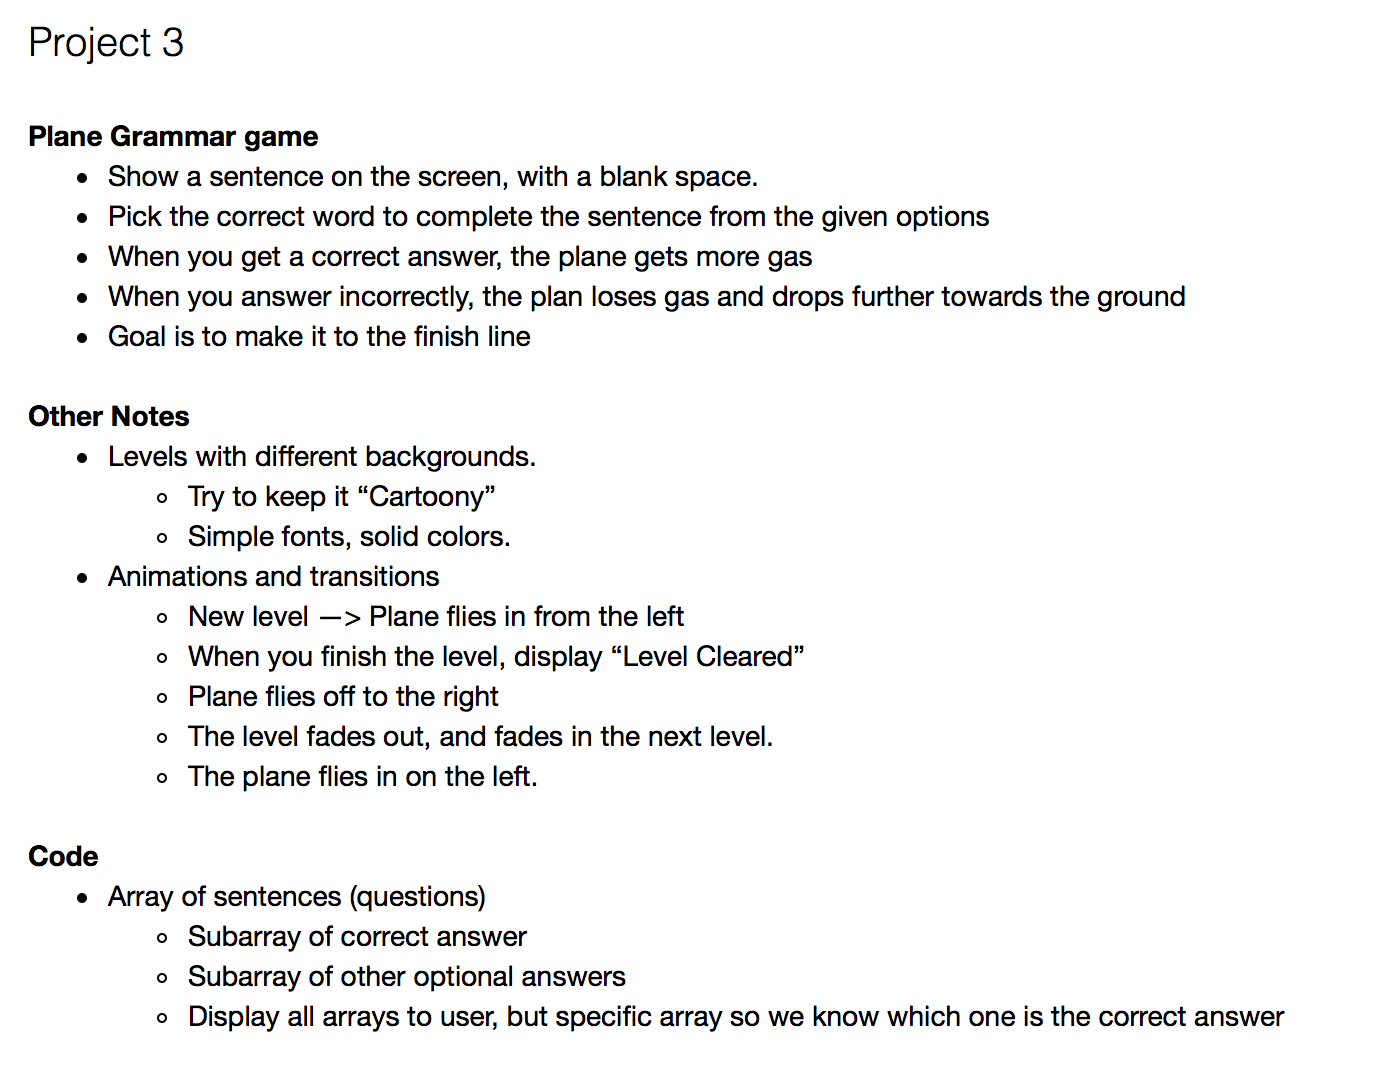 Project 3
Plane Grammar game
• Show a sentence on the screen, with a blank space.
• Pick the correct word to complete the sentence from the given options
• When you get a correct answer, the plane gets more gas
• When you answer incorrectly, the plan loses gas and drops further towards the ground
• Goal is to make it to the finish line
Other Notes
• Levels with different backgrounds.
◦ Try to keep it “Cartoony”
◦ Simple fonts, solid colors.
• Animations and transitions
◦ New level —> Plane flies in from the left
◦ When you finish the level, display “Level Cleared”
◦ Plane flies off to the right
◦ The level fades out, and fades in the next level.
◦ The plane flies in on the left.
Code
• Array of sentences (questions)
◦ Subarray of correct answer
◦ Subarray of other optional answers
◦ Display all arrays to user, but specific array so we know which one is the correct answer